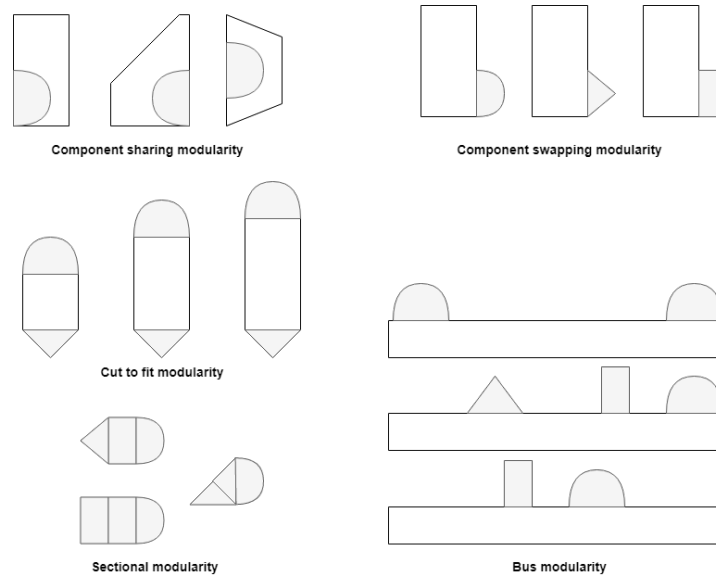 Component sharing modularity
Component swapping modularity
Cut to fit modularity
Sectional modularity
Bus modularity